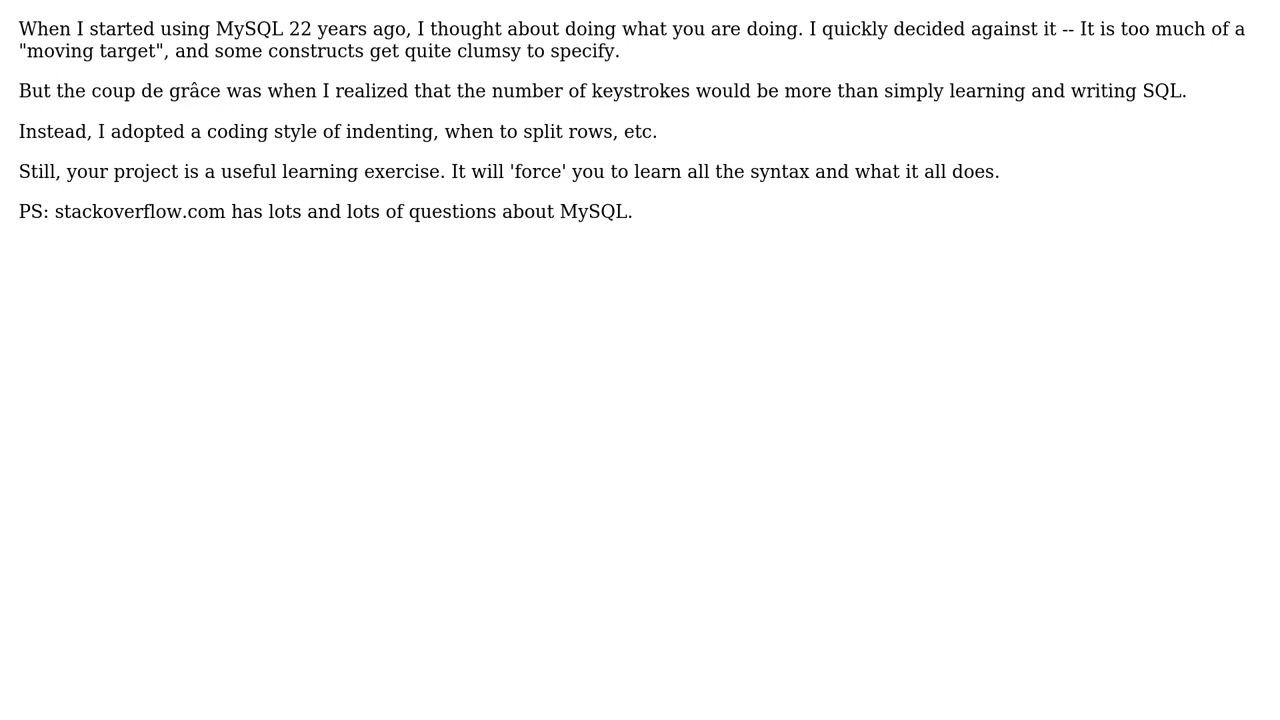 When I started using MySQL 22 years ago, I thought about doing what you are doing. I quickly decided against it -- It is too much of a
"moving target", and some constructs get quite clumsy to specify.
But the coup de grâce was when I realized that the number of keystrokes would be more than simply learning and writing SQL.
Instead, I adopted a coding style of indenting, when to split rows, etc.
Still, your project is a useful learning exercise. It will 'force' you to learn all the syntax and what it all does.
PS: stackoverflow.com has lots and lots of questions about MySQL.